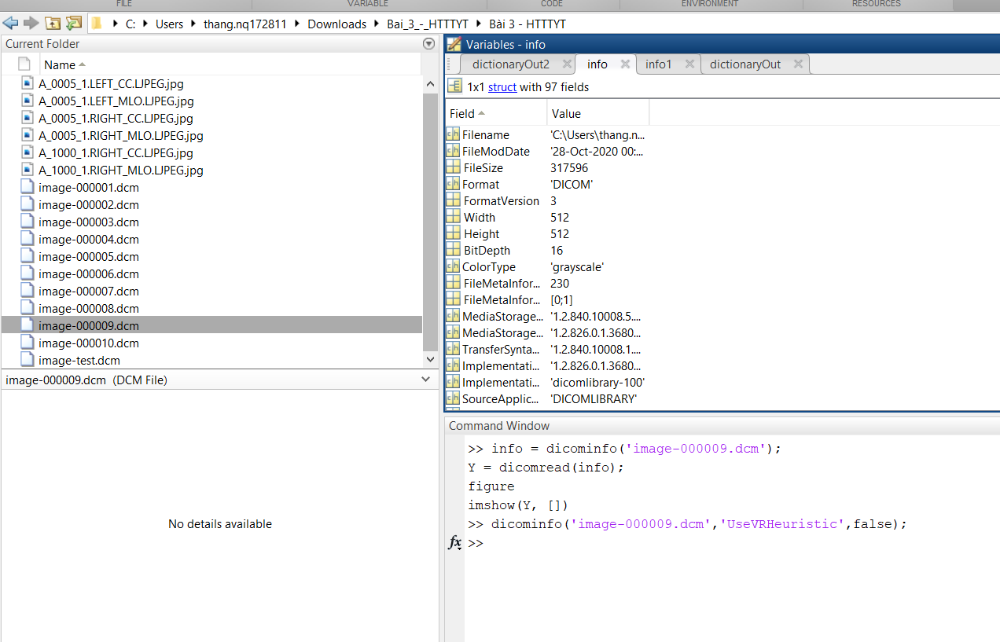 FILE VARIABLE CODE ENVIRONMENT RESOURCES
C: Users thang.nq172811 Downloads Bai_3_-_HTTTYT Bài 3 - HTTTYT
Current Folder
Name
A_0005_1.LEFT_CC.LJPEG.jpg
A_0005_1.LEFT_MLO.LJPEG.jpg
A_0005_1.RIGHT_CC.LJPEG.jpg
A_0005_1.RIGHT_MLO.LJPEG.jpg
A_1000_1.RIGHT_CC.LJPEG.jpg
A_1000_1.RIGHT_MLO.LJPEG.jpg
image-000001.dcm
image-000002.dcm
image-000003.dcm
image-000004.dcm
image-000005.dcm
image-000006.dcm
image-000007.dcm
image-000008.dcm
image-000009.dcm
image-000010.dcm
image-test.dcm
image-000009.dcm (DCM File)
No details available
Variables - info
dictionaryOut2 info info1 dictionaryOut
1x1 struct with 97 fields
Field Value
Filename 'C:\Users\thang.n...
FileModDate '28-Oct-2020 00:...
FileSize 317596
Format 'DICOM'
FormatVersion 3
Width 512
Height 512
BitDepth 16
ColorType 'grayscale'
FileMetaInfor... 230
FileMetaInfor... [0;1]
MediaStorage... '1.2.840.10008.5....
MediaStorage... '1.2.826.0.1.3680...
TransferSynta... '1.2.840.10008.1....
Implementati... '1.2.826.0.1.3680...
Implementati... 'dicomlibrary-100'
SourceApplic... 'DICOMLIBRARY'
Command Window
>> info = dicominfo('image-000009.dcm');
Y = dicomread(info);
figure
imshow(Y, [])
>> dicominfo('image-000009.dcm','UseVRHeuristic',false);
fx >>